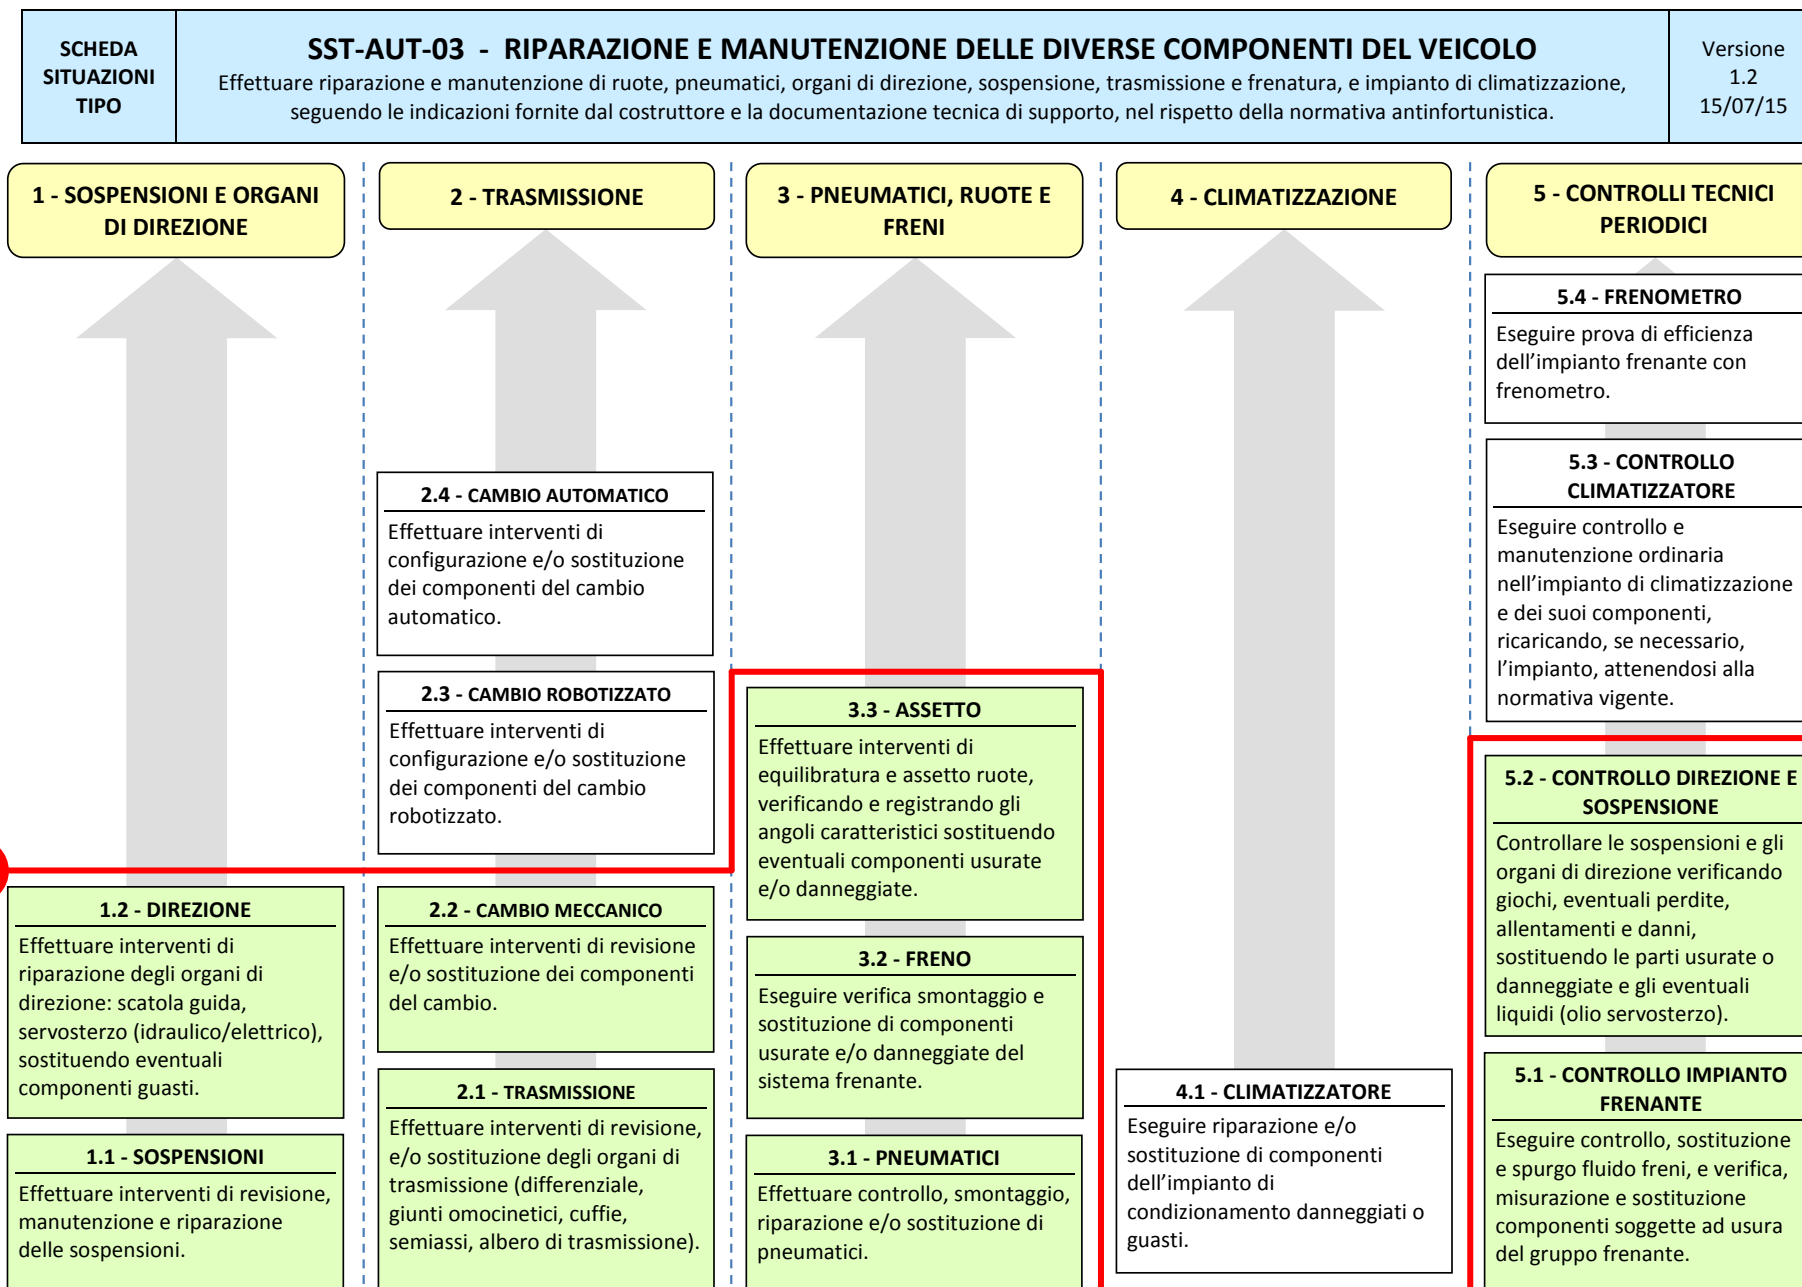 SCHEDA
SITUAZIONI
TIPO
SST-AUT-03 - RIPARAZIONE E MANUTENZIONE DELLE DIVERSE COMPONENTI DEL VEICOLO
Effettuare riparazione e manutenzione di ruote, pneumatici, organi di direzione, sospensione, trasmissione e frenatura, e impianto di climatizzazione,
seguendo le indicazioni fornite dal costruttore e la documentazione tecnica di supporto, nel rispetto della normativa antinfortunistica.
Versione
1.2
15/07/15
1 - SOSPENSIONI E ORGANI
DI DIREZIONE
1.2 - DIREZIONE
Effettuare interventi di
riparazione degli organi di
direzione: scatola guida,
servosterzo (idraulico/elettrico),
sostituendo eventuali
componenti guasti.
1.1 - SOSPENSIONI
Effettuare interventi di revisione,
manutenzione e riparazione
delle sospensioni.
2 - TRASMISSIONE
2.4 - CAMBIO AUTOMATICO
Effettuare interventi di
configurazione e/o sostituzione
dei componenti del cambio
automatico.
2.3 - CAMBIO ROBOTIZZATO
Effettuare interventi di
configurazione e/o sostituzione
dei componenti del cambio
robotizzato.
2.2 - CAMBIO MECCANICO
Effettuare interventi di revisione
e/o sostituzione dei componenti
del cambio.
2.1 - TRASMISSIONE
Effettuare interventi di revisione,
e/o sostituzione degli organi di
trasmissione (differenziale,
giunti omocinetici, cuffie,
semiassi, albero di trasmissione).
3 - PNEUMATICI, RUOTE E
FRENI
3.3 - ASSETTO
Effettuare interventi di
equilibratura e assetto ruote,
verificando e registrando gli
angoli caratteristici sostituendo
eventuali componenti usurate
e/o danneggiate.
3.2 - FRENO
Eseguire verifica smontaggio e
sostituzione di componenti
usurate e/o danneggiate del
sistema frenante.
3.1 - PNEUMATICI
Effettuare controllo, smontaggio,
riparazione e/o sostituzione di
pneumatici.
4 - CLIMATIZZAZIONE
4.1 - CLIMATIZZATORE
Eseguire riparazione e/o
sostituzione di componenti
dell’impianto di
condizionamento danneggiati o
guasti.
5 - CONTROLLI TECNICI
PERIODICI
5.4 - FRENOMETRO
Eseguire prova di efficienza
dell’impianto frenante con
frenometro.
5.3 - CONTROLLO
CLIMATIZZATORE
Eseguire controllo e
manutenzione ordinaria
nell’impianto di climatizzazione
e dei suoi componenti,
ricaricando, se necessario,
l’impianto, attenendosi alla
normativa vigente.
5.2 - CONTROLLO DIREZIONE E
SOSPENSIONE
Controllare le sospensioni e gli
organi di direzione verificando
giochi, eventuali perdite,
allentamenti e danni,
sostituendo le parti usurate o
danneggiate e gli eventuali
liquidi (olio servosterzo).
5.1 - CONTROLLO IMPIANTO
FRENANTE
Eseguire controllo, sostituzione
e spurgo fluido freni, e verifica,
misurazione e sostituzione
componenti soggette ad usura
del gruppo frenante.